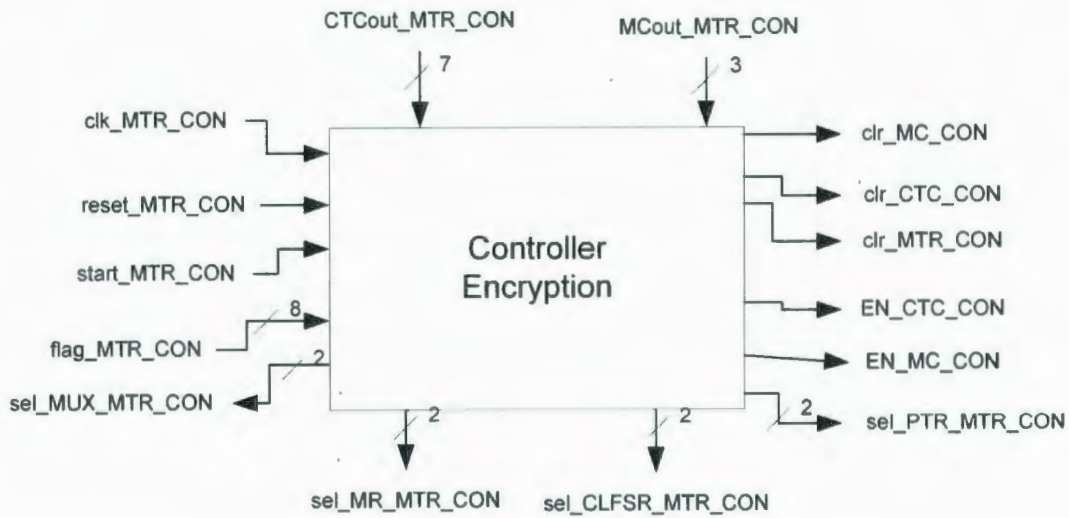 CTCout_MTR_CON
MCout_MTR_CON
7
3
clk_MTR_CON
clr_MC_CON
reset_MTR_CON
clr_CTC_CON
clr_MTR_CON
start_MTR_CON
Controller
Encryption
8
EN_CTC_CON
flag_MTR_CON
2
EN_MC_CON
sel_MUX_MTR_CON
2
2
2
sel_PTR_MTR_CON
sel_MR_MTR_CON
sel_CLFSR_MTR_CON